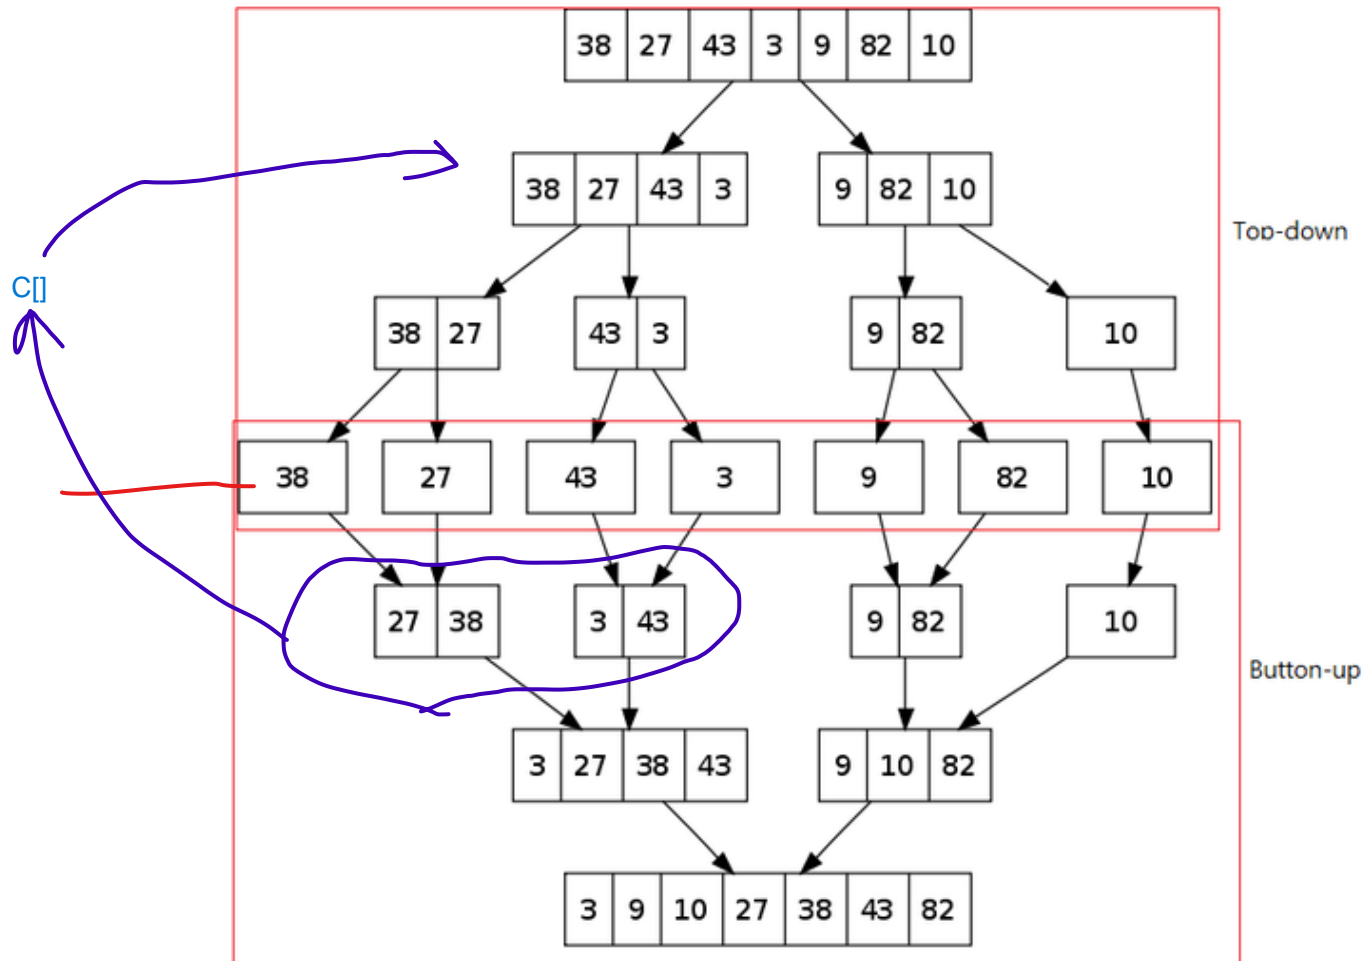 38 27 43 3 9 82 10
38 27 43 3 9 82 10
Top-down
C[]
38 27 43 3 9 82 10
38 27 43 3 9 82 10
27 38 3 43 9 82 10
Button-up
3 27 38 43 9 10 82
3 9 10 27 38 43 82